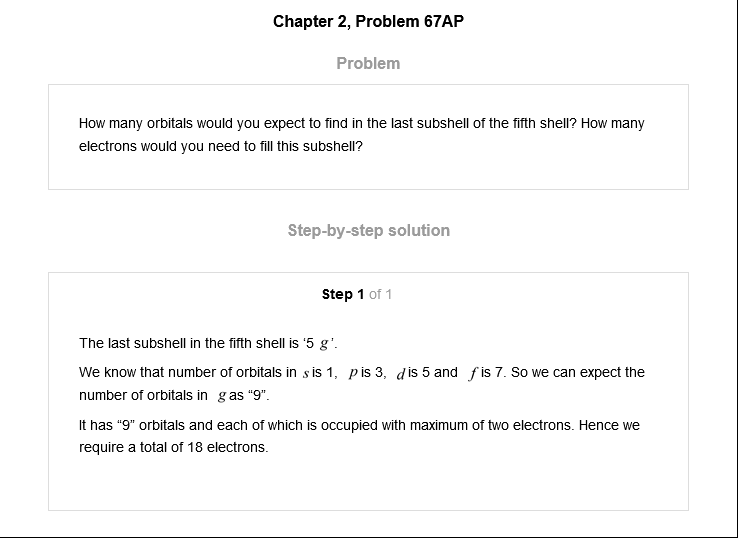 Chapter 2, Problem 67AP
Problem
How many orbitals would you expect to find in the last subshell of the fifth shell? How many
electrons would you need to fill this subshell?
Step-by-step solution
Step 1 of 1
The last subshell in the fifth shell is ‘5 g’.
We know that number of orbitals in s is 1, p is 3, d is 5 and f is 7. So we can expect the
number of orbitals in g as “9”.
It has “9” orbitals and each of which is occupied with maximum of two electrons. Hence we
require a total of 18 electrons.